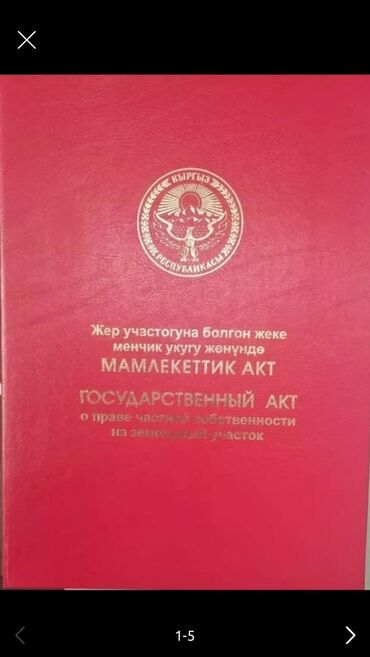 КЫРГЫЗ
РЕСПУБЛИКАСЫ
Жер участогуна болгон жеке
менчик укугу жөнүндө
МАМЛЕКЕТТИК АКТ
ГОСУДАРСТВЕННЫЙ АКТ
о праве частной собственности
на земельный участок
1-5